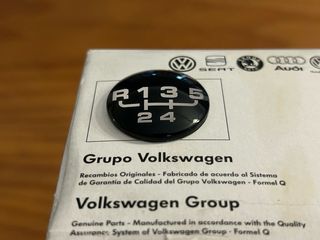 SEAT
Audi
R 1 3 5
2 4
Grupo Volkswagen
Recambios Originales - Fabricado de acuerdo al Sistema
de Garantía de Calidad del Grupo Volkswagen - Formel Q
Volkswagen Group
Genuine Parts - Manufactured in accordance with the Quality
Assurance System of Volkswagen Group - Formel Q